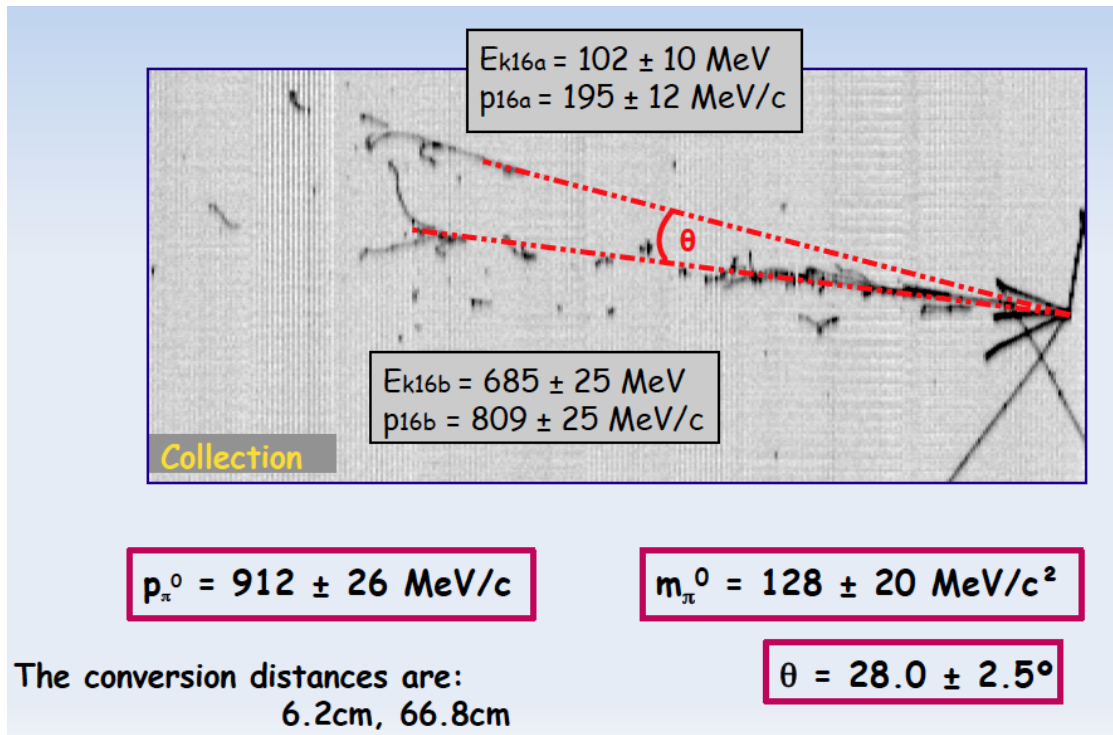 Ek16a = 102 ± 10 MeV
p16a = 195 ± 12 MeV/c
θ
Ek16b = 685 ± 25 MeV
p16b = 809 ± 25 MeV/c
Collection
pπ⁰ = 912 ± 26 MeV/c
mπ⁰ = 128 ± 20 MeV/c²
θ = 28.0 ± 2.5º
The conversion distances are:
6.2cm, 66.8cm